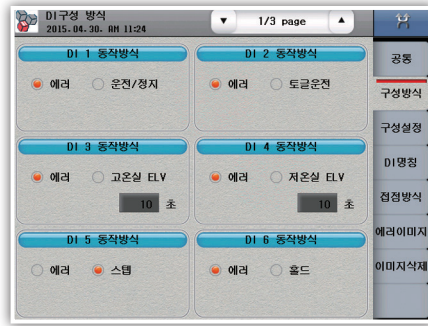 DI구성 방식
2015.04.30. AM 11:24
▼ 1/3 page ▲
DI 1 동작방식
에러 운전/정지
DI 2 동작방식
에러 토글운전
DI 3 동작방식
에러 고온실 ELV
10 초
DI 4 동작방식
에러 저온실 ELV
10 초
DI 5 동작방식
에러 스텝
DI 6 동작방식
에러 홀드
공통
구성방식
구성설정
DI명칭
접점방식
에러이미지
이미지삭제